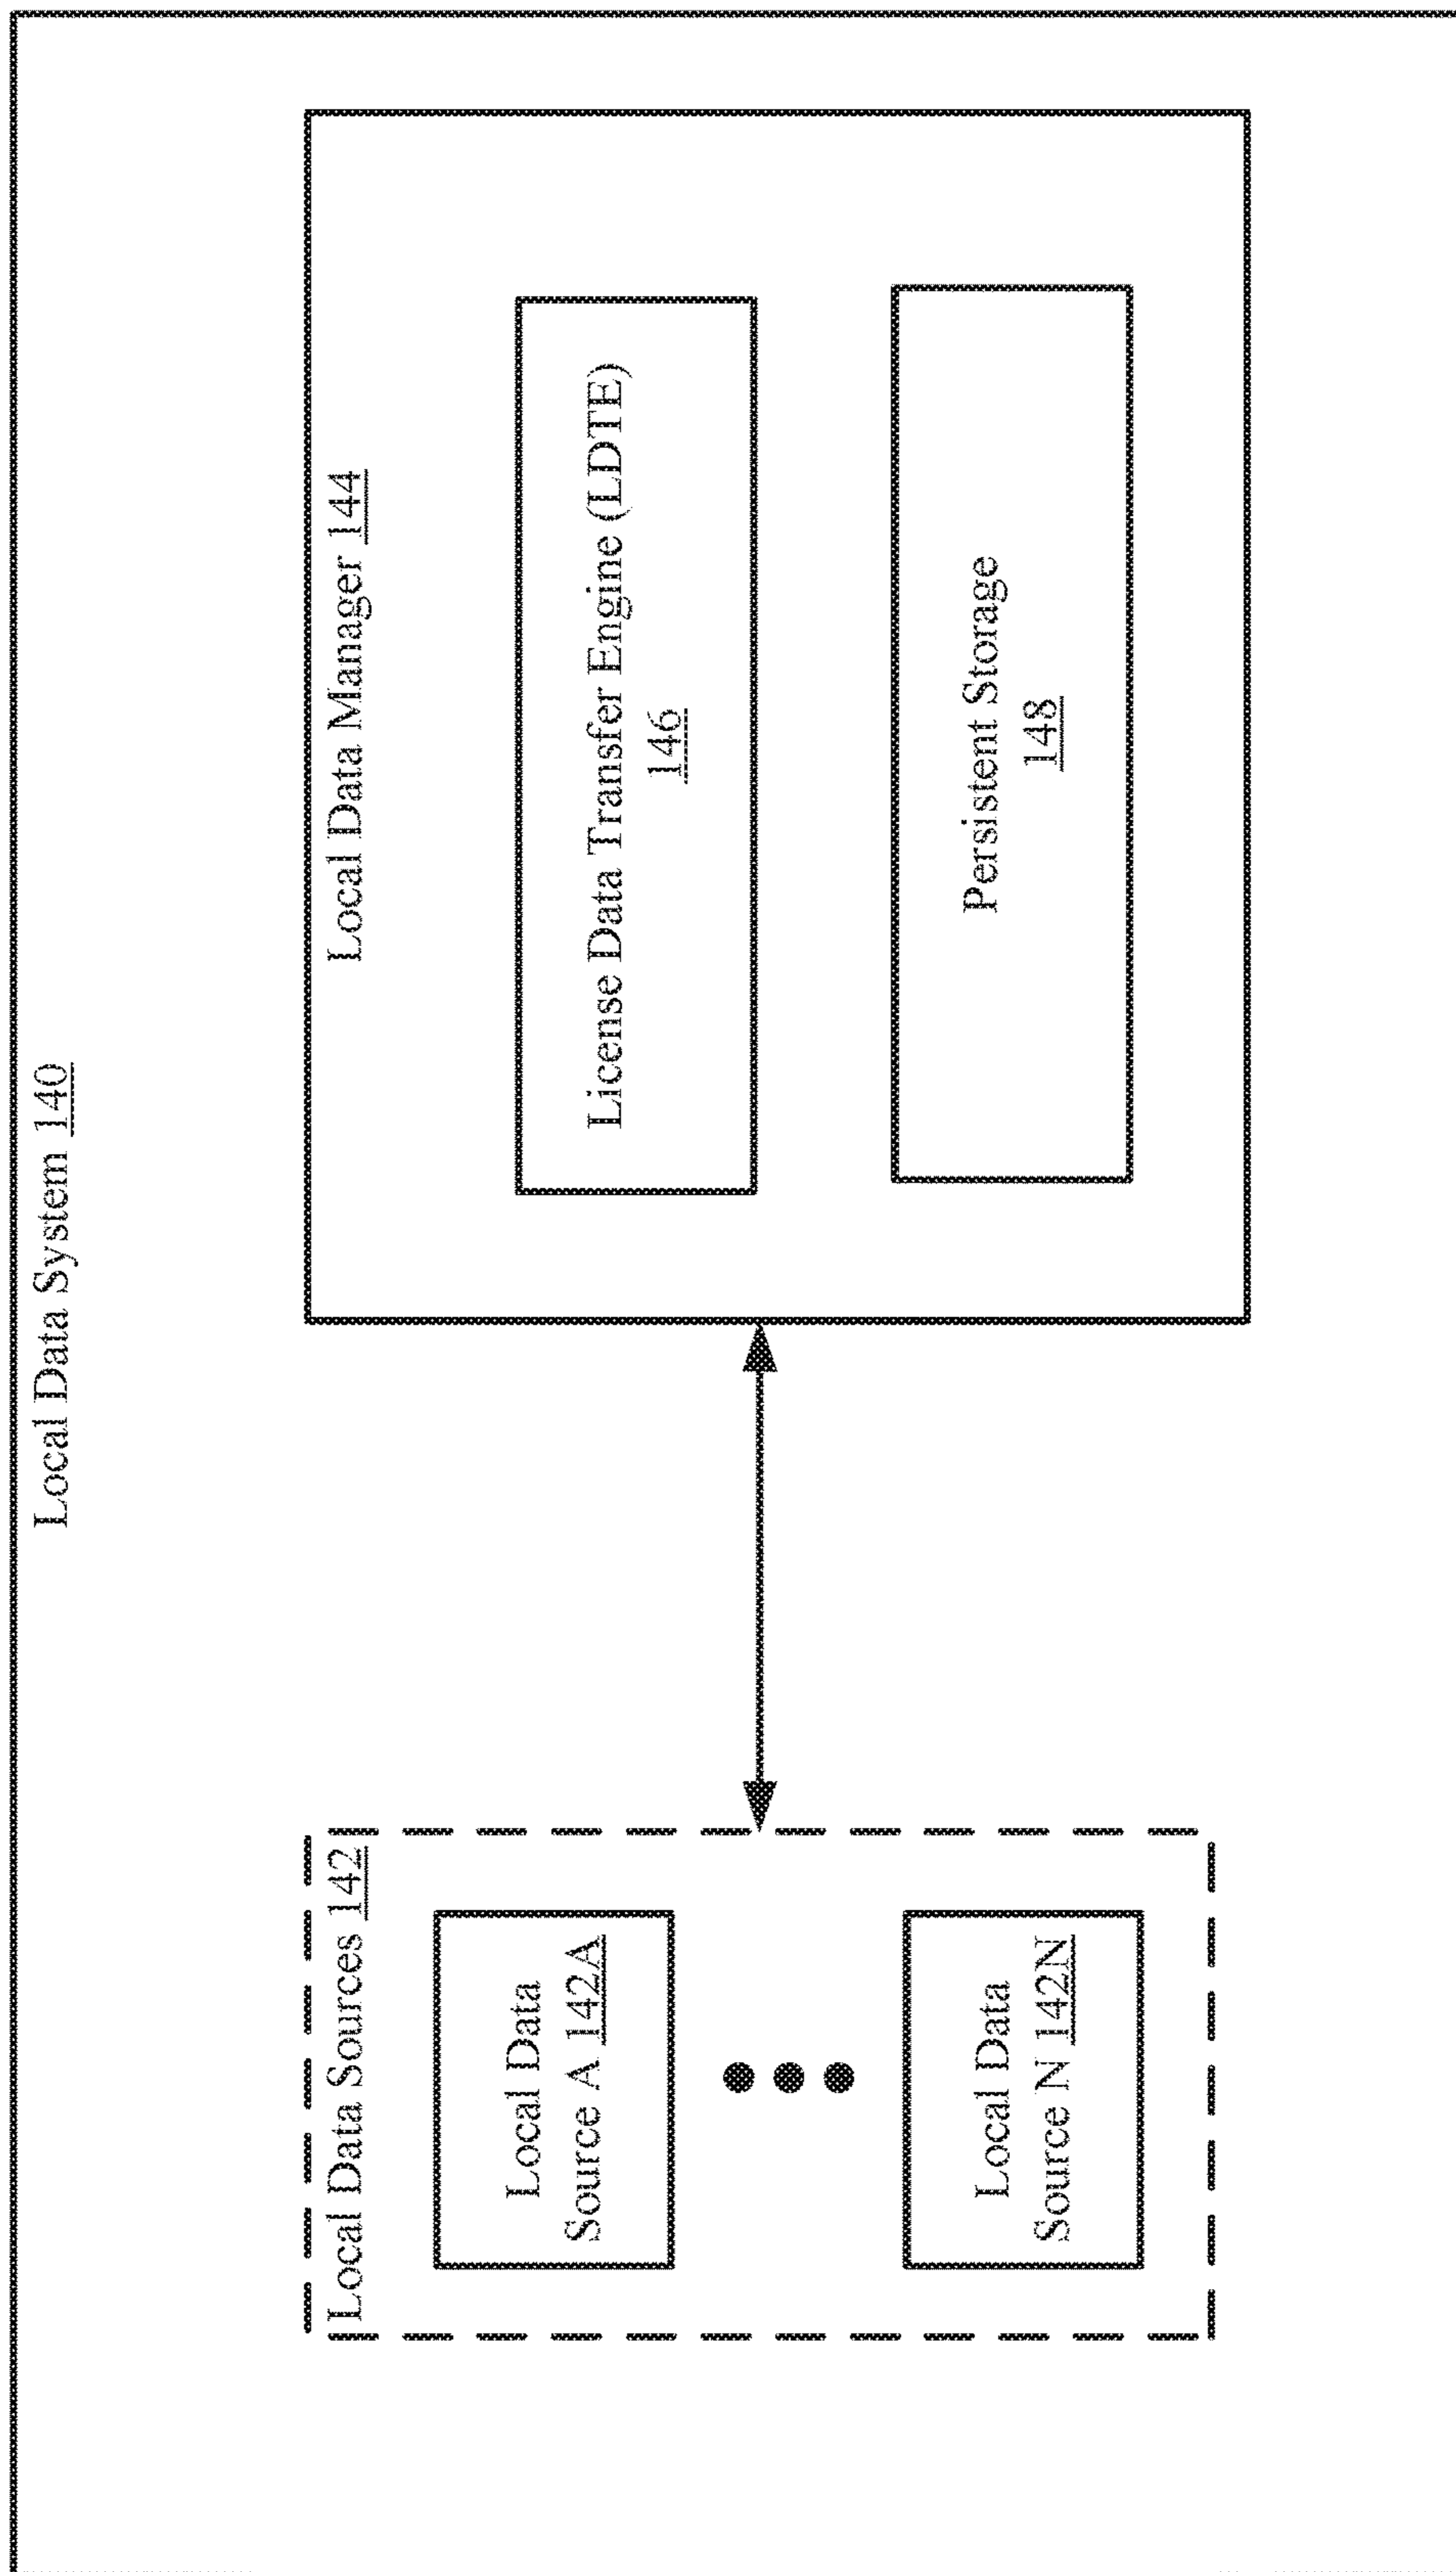 Local Data System 140
Local Data Sources 142
Local Data
Source A 142A
Local Data
Source N 142N
Local Data Manager 144
License Data Transfer Engine (LDTE)
146
Persistent Storage
148